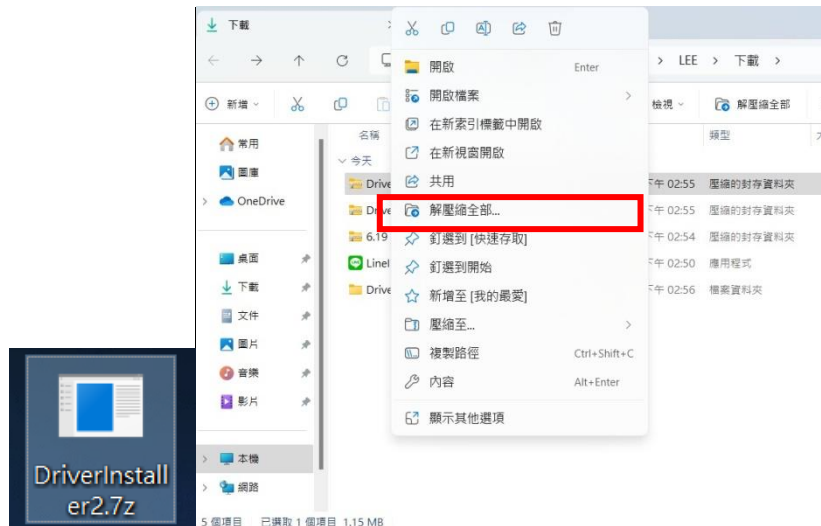 下載
開啟 Enter
LEE > 下載 >
開啟檔案 >
新增
檢視
解壓縮全部
在新索引標籤中開啟
常用
名稱
類型
圖庫
在新視窗開啟
今天
共用
Drive
下午 02:55 壓縮的封存資料夾
OneDrive
解壓縮全部...
下午 02:55 壓縮的封存資料夾
6.19
釘選到 [快速存取]
下午 02:54 壓縮的封存資料夾
桌面
LineI
釘選到開始
下午 02:50 應用程式
下載
Drive
新增至 [我的最愛]
下午 02:56 檔案資料夾
文件
壓縮至... >
圖片
複製路徑 Ctrl+Shift+C
音樂
內容 Alt+Enter
影片
顯示其他選項
本機
網路
5 個項目 已選取 1 個項目 1.15 MB
DriverInstall
er2.7z